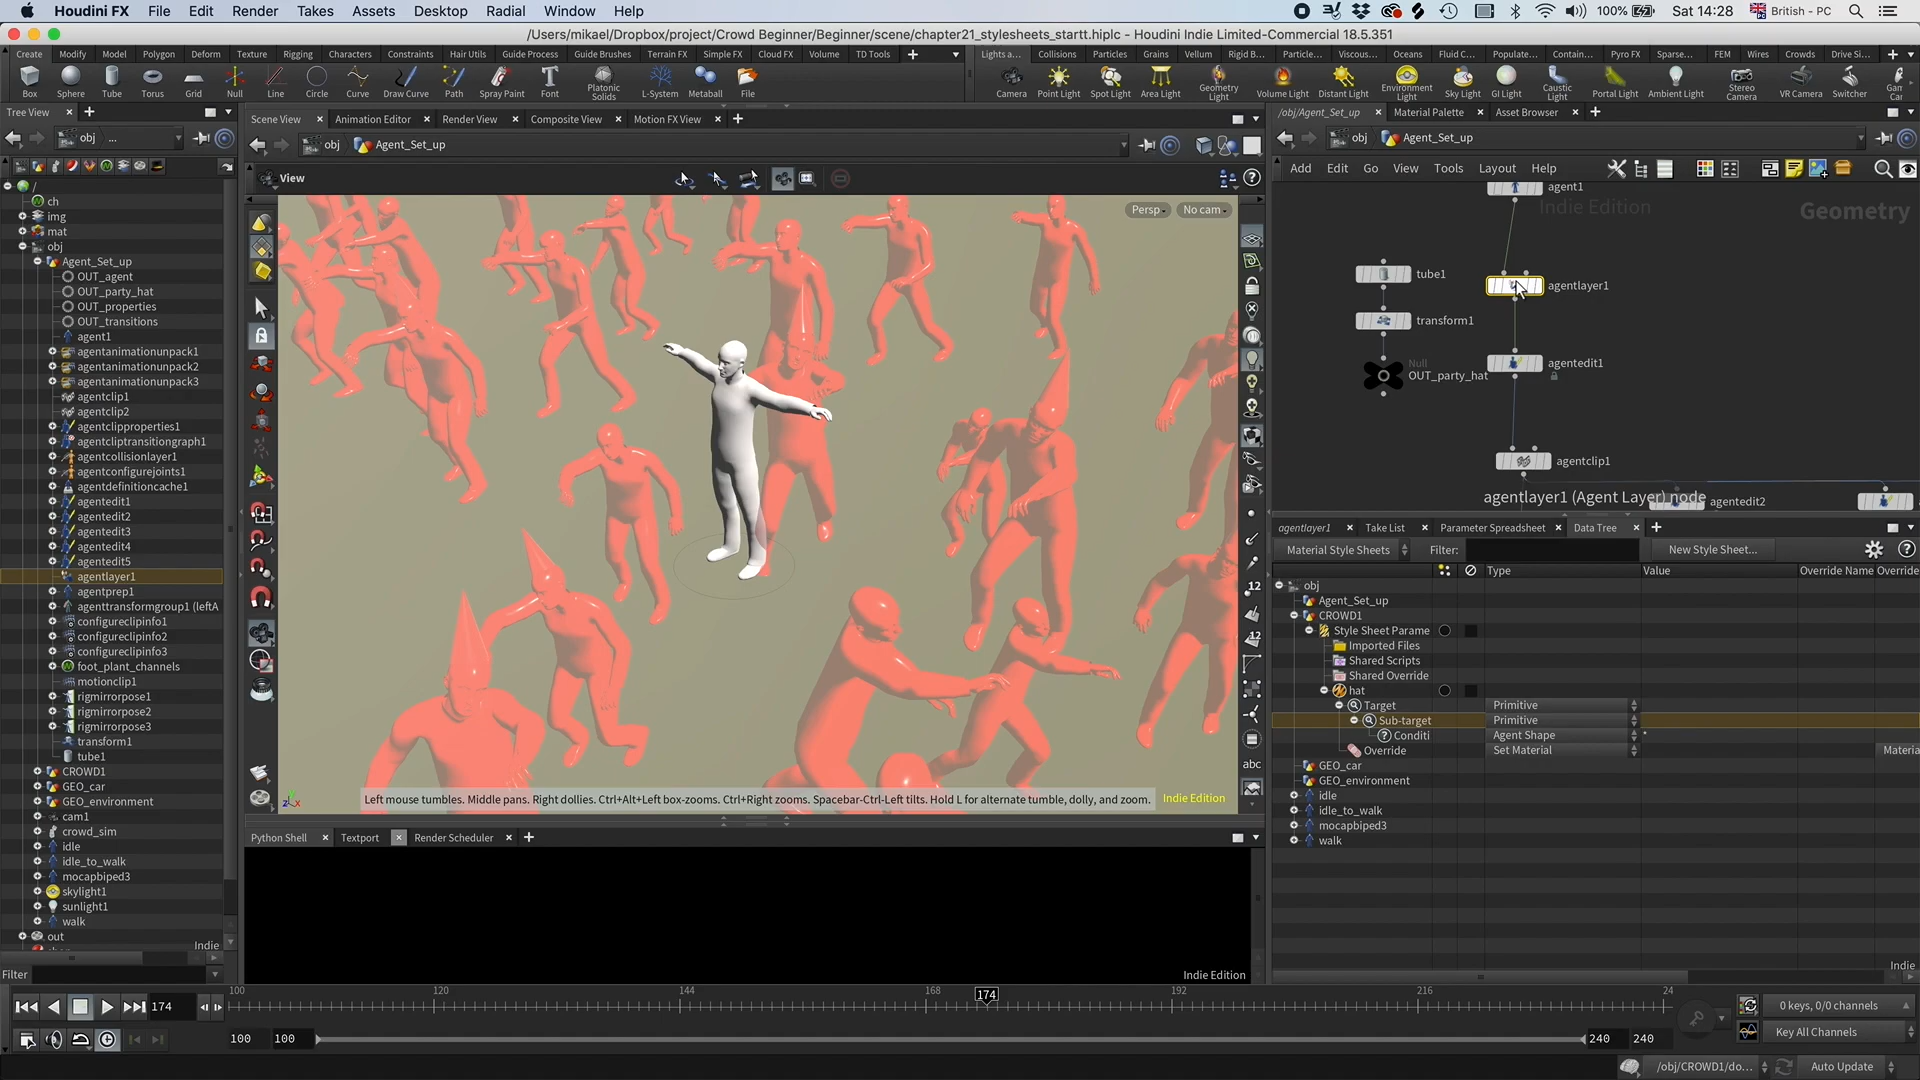 Houdini FX File Edit Render Takes Assets Desktop Radial Window Help 100% Sat 14:28 British - PC
/Users/mikael/Dropbox/project/Crowd Beginner/Beginner/scene/chapter21_stylesheets_startt.hiplc - Houdini Indie Limited-Commercial 18.5.351
Create Modify Model Polygon Deform Texture Rigging Characters Constraints Hair Utils Guide Process Guide Brushes Terrain FX Simple FX Cloud FX Volume TD Tools
Lights a... Collisions Particles Grains Vellum Rigid B... Particle... Viscous... Oceans Fluid C... Populate... Contain... Pyro FX Sparse... FEM Wires Crowds Drive Si...
Box Sphere Tube Torus Grid Null Line Circle Curve Draw Curve Path Spray Paint Font Platonic Solids L-System Metaball File
Camera Point Light Spot Light Area Light Geometry Light Volume Light Distant Light Environment Light Sky Light GI Light Caustic Light Portal Light Ambient Light Stereo Camera VR Camera Switcher
Tree View
obj ...
/
ch
img
mat
obj
Agent_Set_up
OUT_agent
OUT_party_hat
OUT_properties
OUT_transitions
agent1
agentanimationunpack1
agentanimationunpack2
agentanimationunpack3
agentclip1
agentclip2
agentclipproperties1
agentcliptransitiongraph1
agentcollisionlayer1
agentconfigurejoints1
agentdefinitioncache1
agentedit1
agentedit2
agentedit3
agentedit4
agentedit5
agentlayer1
agentprep1
agenttransformgroup1 (leftA
configureclipinfo1
configureclipinfo2
configureclipinfo3
foot_plant_channels
motionclip1
rigmirrorpose1
rigmirrorpose2
rigmirrorpose3
transform1
tube1
CROWD1
GEO_car
GEO_environment
cam1
crowd_sim
idle
idle_to_walk
mocapbiped3
skylight1
sunlight1
walk
out
Indie
Filter
Scene View Animation Editor Render View Composite View Motion FX View
obj Agent_Set_up
View
Persp No cam
12
12
abc
Left mouse tumbles. Middle pans. Right dollies. Ctrl+Alt+Left box-zooms. Ctrl+Right zooms. Spacebar-Ctrl-Left tilts. Hold L for alternate tumble, dolly, and zoom. Indie Edition
Python Shell Textport Render Scheduler
Indie Edition
/obj/Agent_Set_up Material Palette Asset Browser
obj Agent_Set_up
Add Edit Go View Tools Layout Help
agent1
Indie Edition
Geometry
tube1
agentlayer1
transform1
Null
OUT_party_hat
agentedit1
agentclip1
agentlayer1 (Agent Layer) node
agentedit2
agentlayer1 Take List Parameter Spreadsheet Data Tree
Material Style Sheets Filter: New Style Sheet...
Type Value Override Name Override
obj
Agent_Set_up
CROWD1
Style Sheet Parame
Imported Files
Shared Scripts
Shared Override
hat
Target Primitive
Sub-target Primitive
Conditi Agent Shape *
Override Set Material Materia
GEO_car
GEO_environment
idle
idle_to_walk
mocapbiped3
walk
Indie
174
100 120 144 168 174 192 216 24
100 100 240 240
0 keys, 0/0 channels
Key All Channels
/obj/CROWD1/do... Auto Update